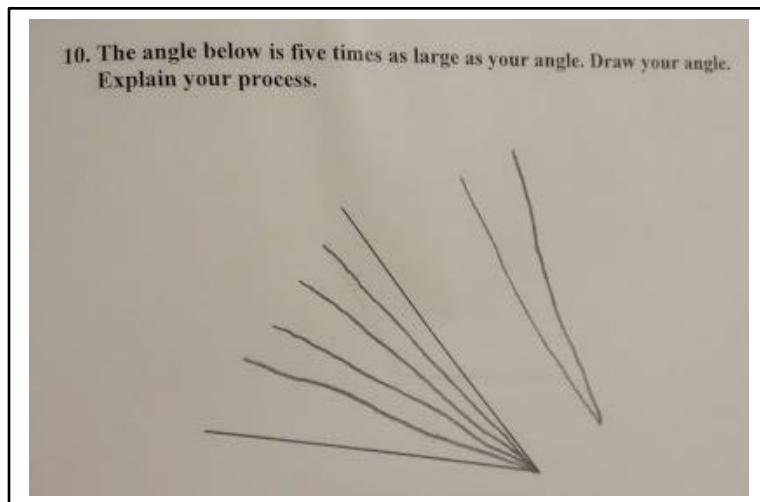 10. The angle below is five times as large as your angle. Draw your angle.
Explain your process.